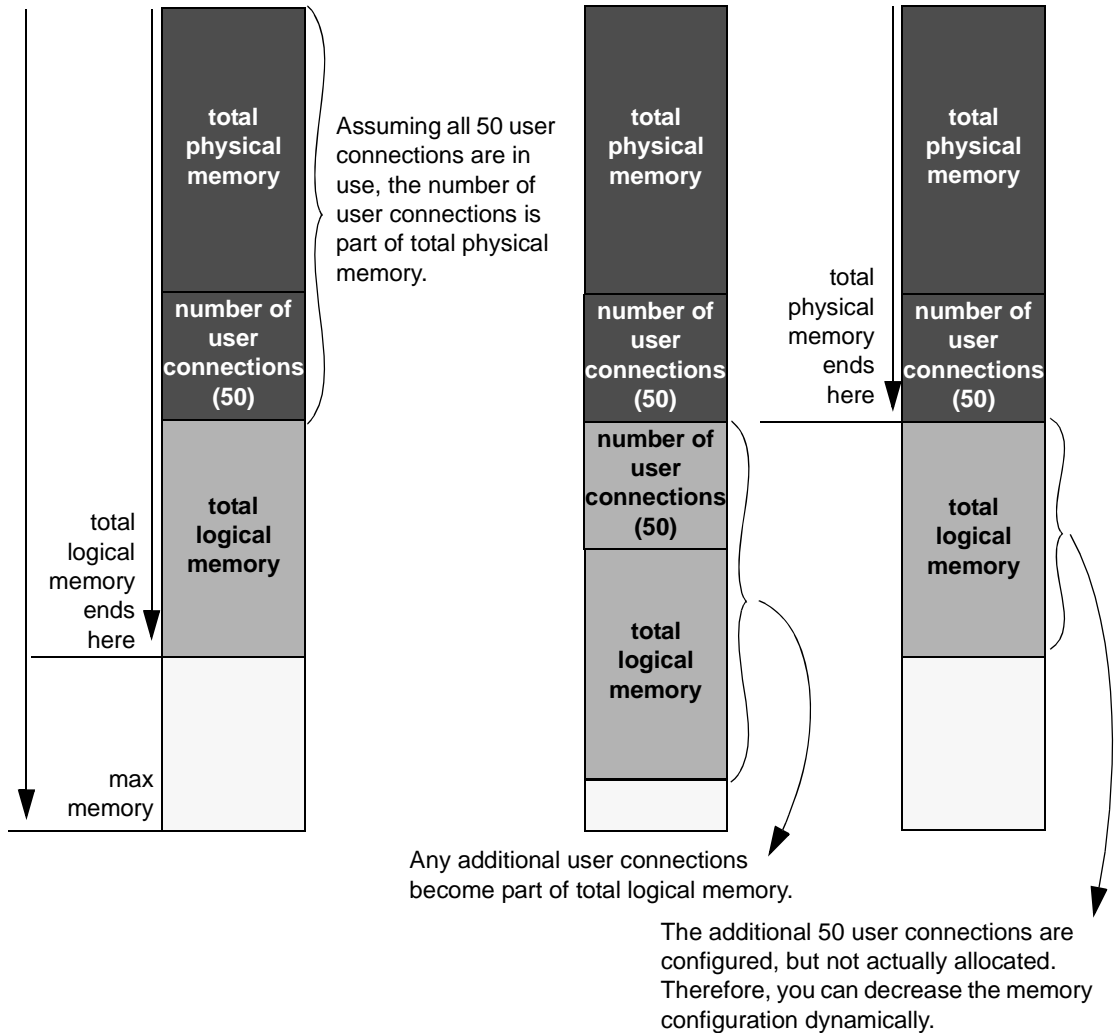 total
physical
memory
number of
user
connections
(50)
total
logical
memory
Assuming all 50 user
connections are in
use, the number of
user connections is
part of total physical
memory.
total
logical
memory
ends
here
max
memory
total
physical
memory
number of
user
connections
(50)
number of
user
connections
(50)
total
logical
memory
Any additional user connections
become part of total logical memory.
total
physical
memory
ends
here
total
physical
memory
number of
user
connections
(50)
total
logical
memory
The additional 50 user connections are
configured, but not actually allocated.
Therefore, you can decrease the memory
configuration dynamically.